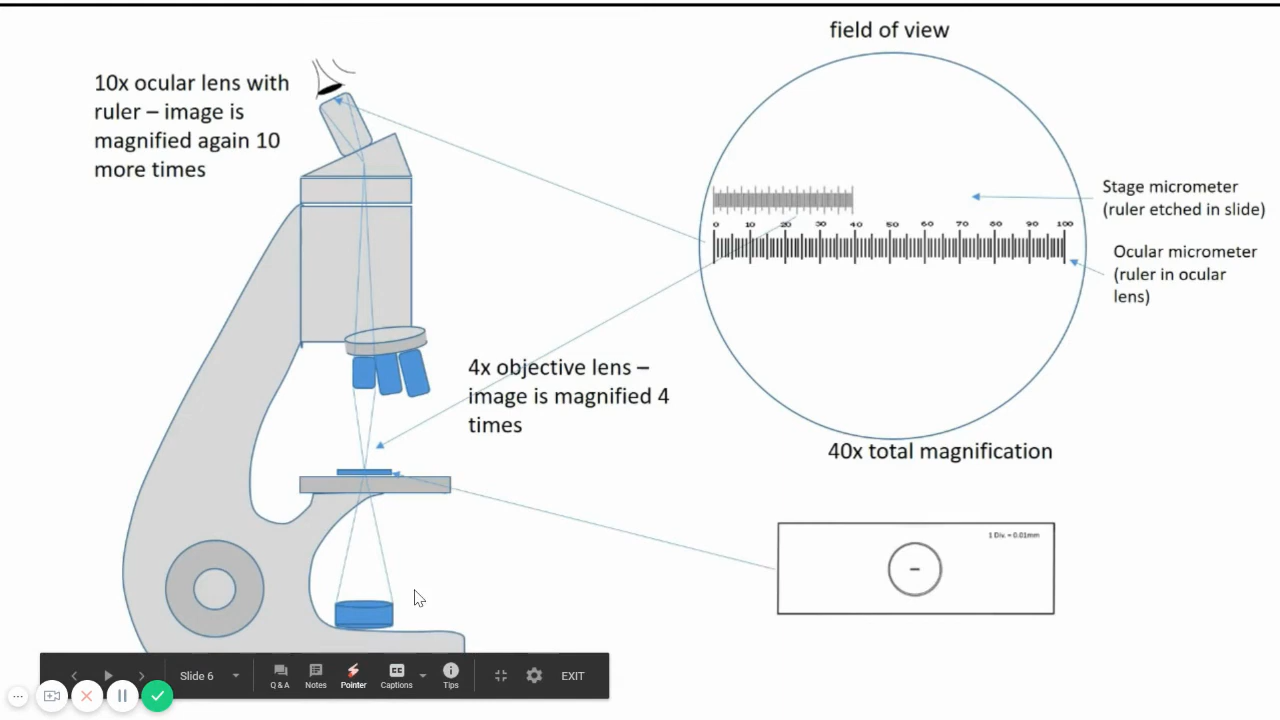 field of view
10x ocular lens with
ruler – image is
magnified again 10
more times
Stage micrometer
(ruler etched in slide)
0 10 20 30 40 50 60 70 80 90 100
Ocular micrometer
(ruler in ocular
lens)
4x objective lens –
image is magnified 4
times
40x total magnification
1 Div. = 0.01mm
Slide 6
Q & A
Notes
Pointer
CC
Captions
Tips
EXIT